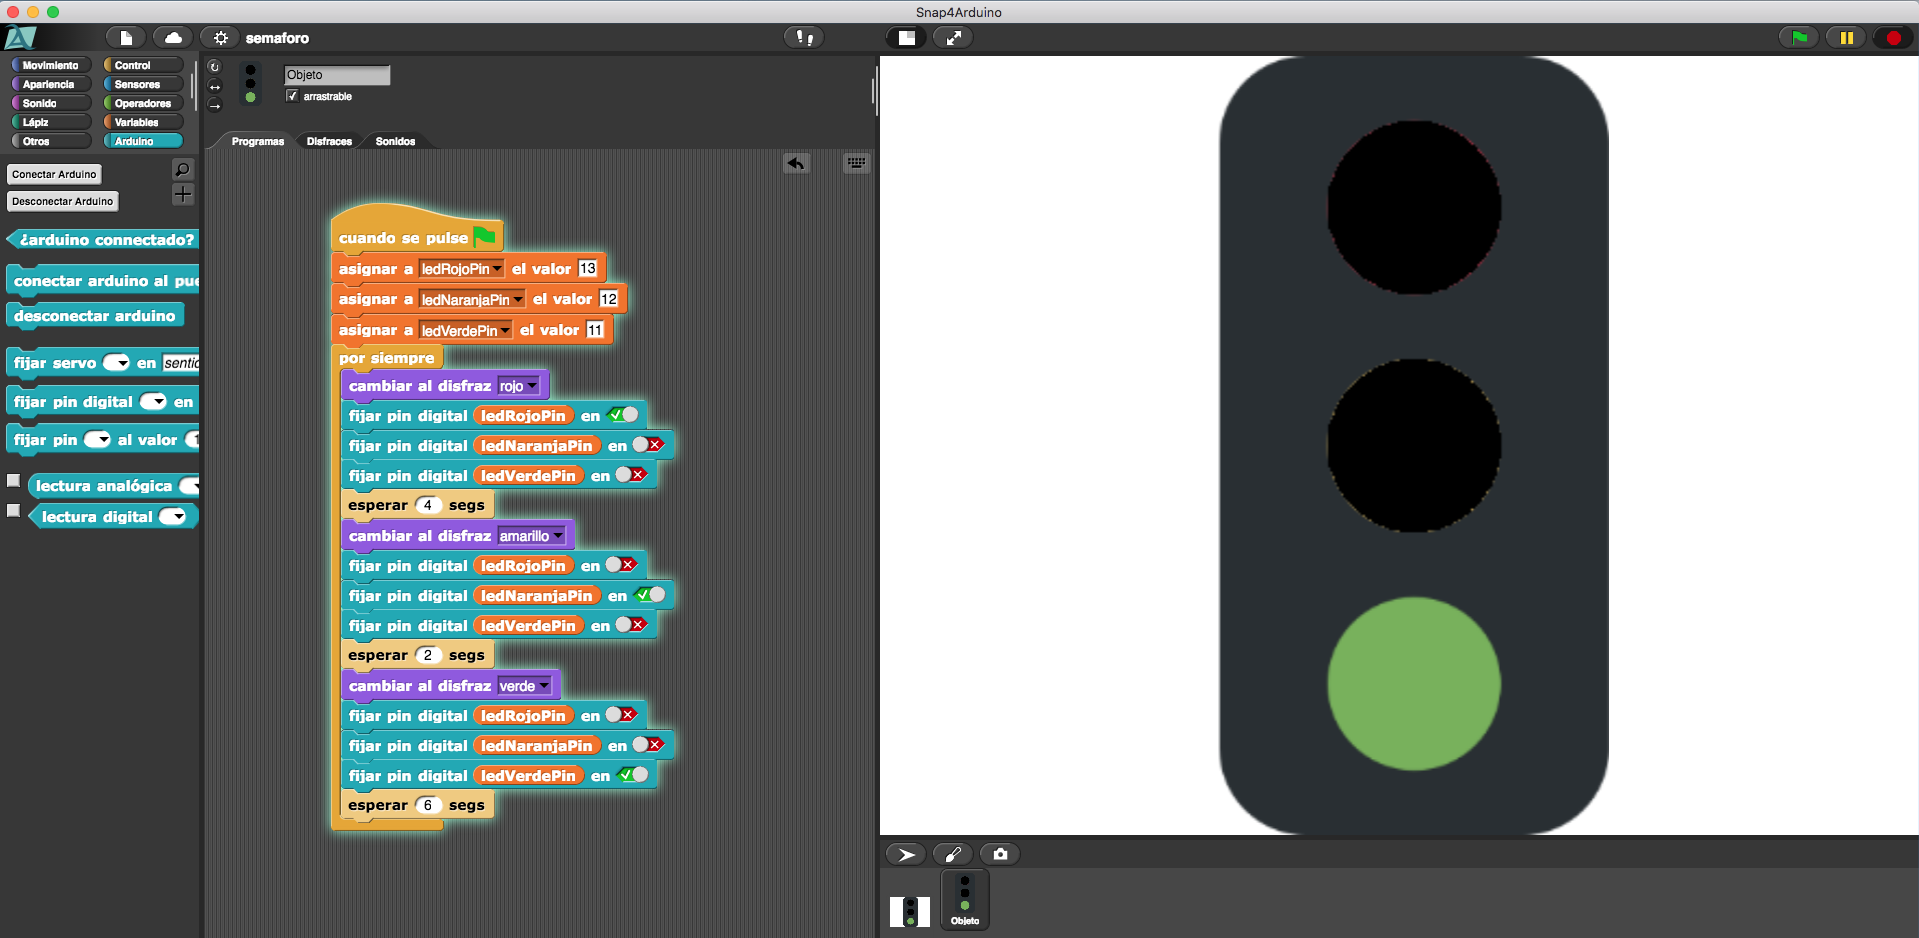 Snap4Arduino
semaforo
Movimiento
Control
Apariencia
Sensores
Sonido
Operadores
Lápiz
Variables
Otros
Arduino
Conectar Arduino
Desconectar Arduino
¿arduino conectado?
conectar arduino al pue
desconectar arduino
fijar servo en sentic
fijar pin digital en
fijar pin al valor 1
lectura analógica
lectura digital
Objeto
arrastrable
Programas Disfraces Sonidos
cuando se pulse
asignar a ledRojoPin el valor 13
asignar a ledNaranjaPin el valor 12
asignar a ledVerdePin el valor 11
por siempre
cambiar al disfraz rojo
fijar pin digital ledRojoPin en
fijar pin digital ledNaranjaPin en
fijar pin digital ledVerdePin en
esperar 4 segs
cambiar al disfraz amarillo
fijar pin digital ledRojoPin en
fijar pin digital ledNaranjaPin en
fijar pin digital ledVerdePin en
esperar 2 segs
cambiar al disfraz verde
fijar pin digital ledRojoPin en
fijar pin digital ledNaranjaPin en
fijar pin digital ledVerdePin en
esperar 6 segs
Objeto